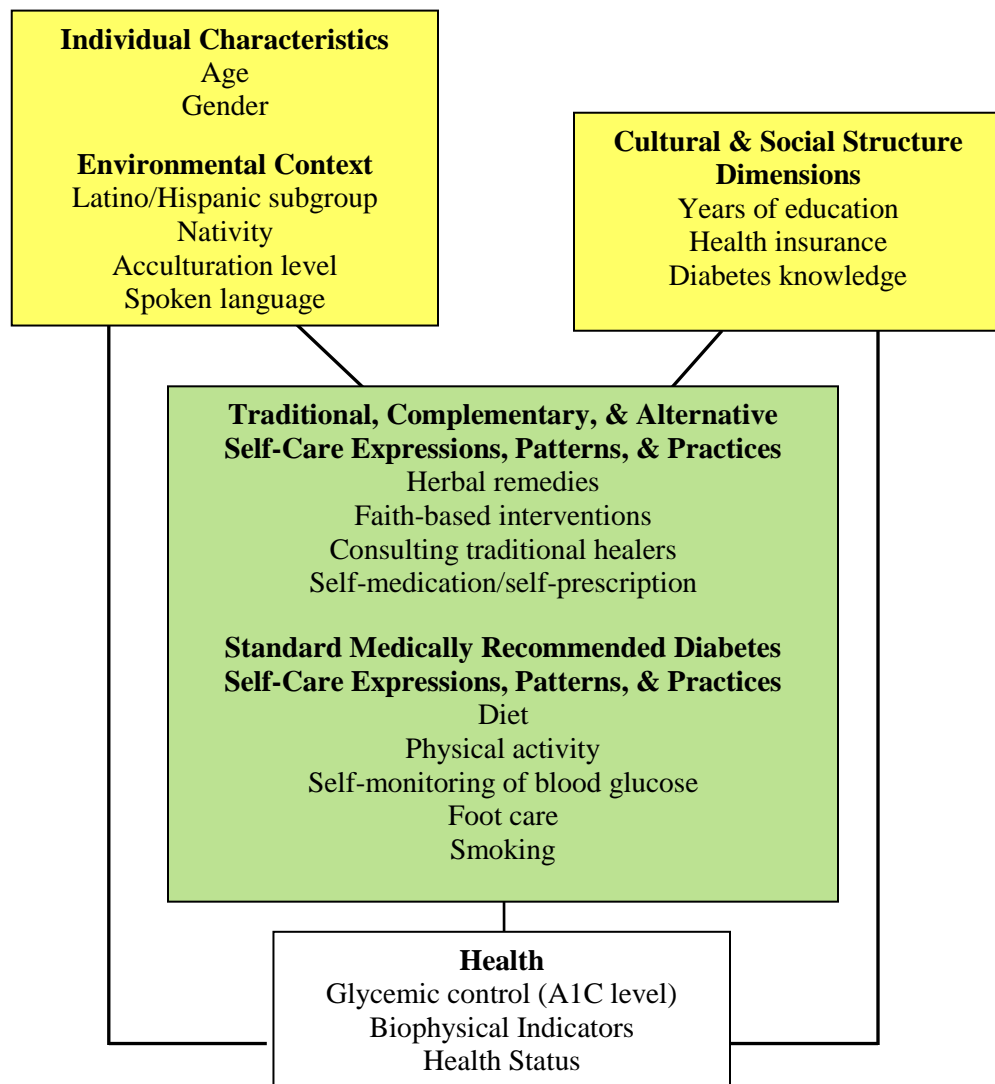 Individual Characteristics
Age
Gender
Environmental Context
Latino/Hispanic subgroup
Nativity
Acculturation level
Spoken language
Cultural & Social Structure
Dimensions
Years of education
Health insurance
Diabetes knowledge
Traditional, Complementary, & Alternative
Self-Care Expressions, Patterns, & Practices
Herbal remedies
Faith-based interventions
Consulting traditional healers
Self-medication/self-prescription
Standard Medically Recommended Diabetes
Self-Care Expressions, Patterns, & Practices
Diet
Physical activity
Self-monitoring of blood glucose
Foot care
Smoking
Health
Glycemic control (A1C level)
Biophysical Indicators
Health Status